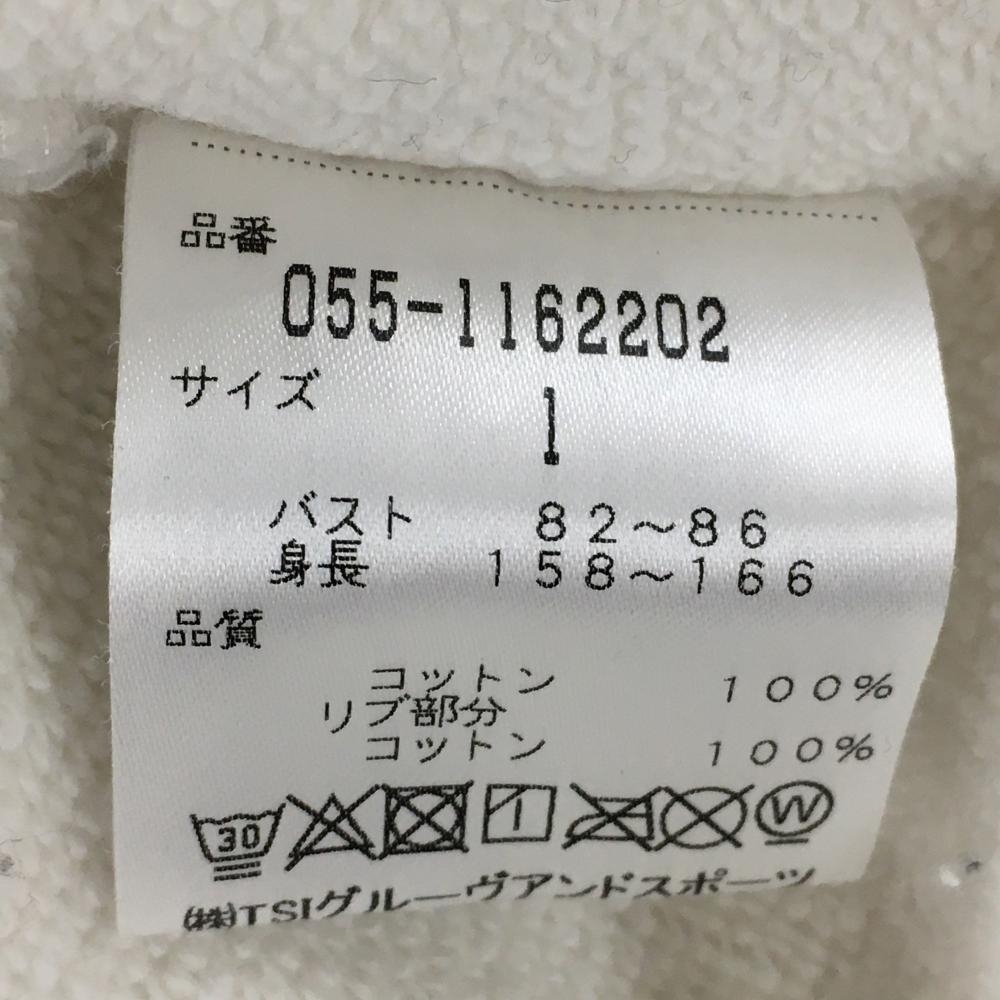 品番
055-1162202
サイズ
1
バスト 82～86
身長 158～166
品質
コットン 100%
リブ部分
コットン 100%
30 W
(株)TSIグルーヴアンドスポーツ